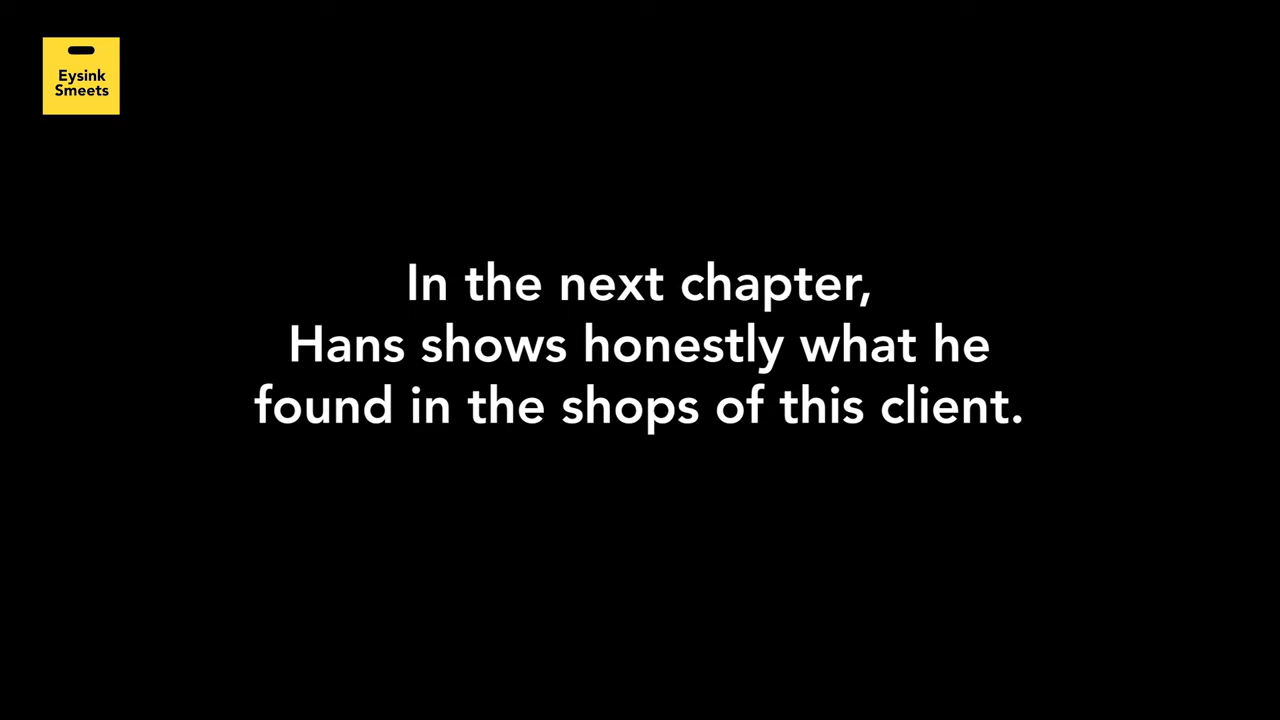 Eysink
Smeets
In the next chapter,
Hans shows honestly what he
found in the shops of this client.